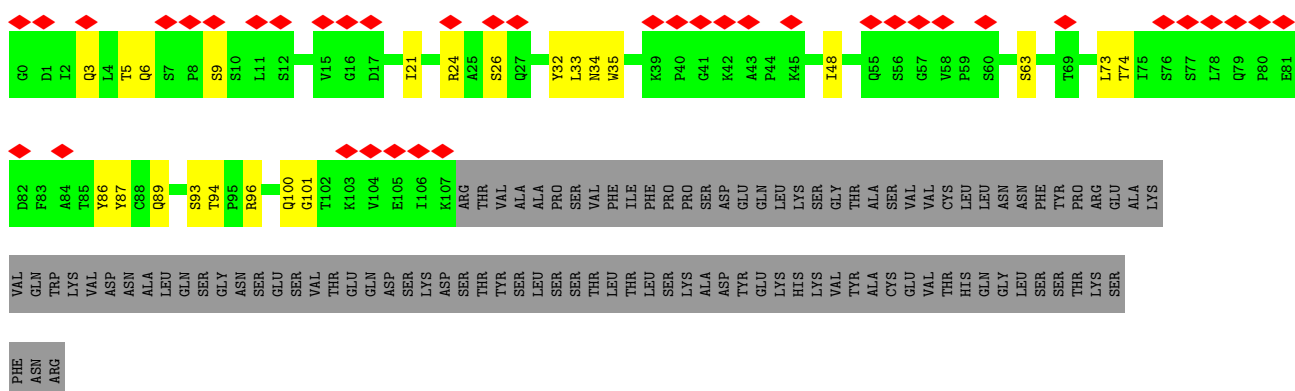 G0 D1 I2 Q3 L4 T5 Q6 S7 P8 S9 S10 L11 S12 V15 G16 D17 I21 R24 A25 S26 Q27 Y32 L33 N34 W35 K39 P40 G41 K42 A43 P44 K45 I48 Q55 S56 G57 V58 P59 S60 S63 T69 L73 T74 I75 S76 S77 L78 Q79 P80 E81
D82 F83 A84 T85 Y86 Y87 C88 Q89 S93 T94 P95 R96 Q100 G101 T102 K103 V104 E105 I106 K107 ARG THR VAL ALA ALA PRO SER VAL PHE ILE PHE PRO PRO SER ASP GLU GLN LEU LYS SER GLY THR ALA SER VAL VAL CYS LEU LEU ASN ASN PHE TYR PRO ARG GLU ALA LYS
VAL GLN TRP LYS VAL ASP ASN ALA LEU GLN SER GLY ASN SER GLU SER VAL THR GLU GLN ASP SER LYS ASP SER THR TYR SER LEU SER SER THR LEU THR LEU SER LYS ALA ASP TYR GLU LYS HIS LYS VAL TYR ALA CYS GLU VAL THR HIS GLN GLY LEU SER SER THR LYS SER
PHE ASN ARG